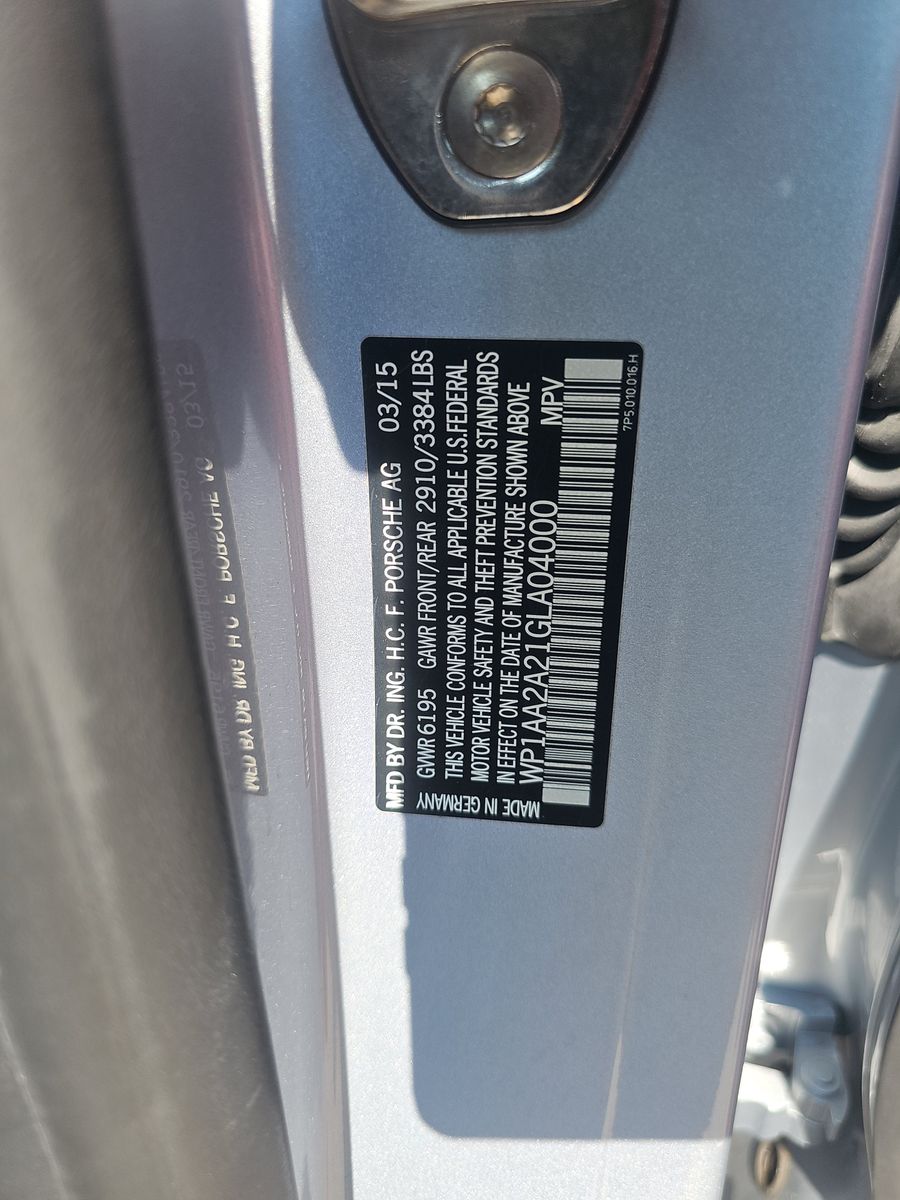 MFD BY DR. ING. H.C. F. PORSCHE AG 03/15
GVWR 6195 GAWR FRONT/REAR 2910/3384 LBS
THIS VEHICLE CONFORMS TO ALL APPLICABLE U.S.FEDERAL
MOTOR VEHICLE SAFETY AND THEFT PREVENTION STANDARDS
IN EFFECT ON THE DATE OF MANUFACTURE SHOWN ABOVE
WP1AA2A21GLA04000 MPV
MADE IN GERMANY
7P5.010.016.H